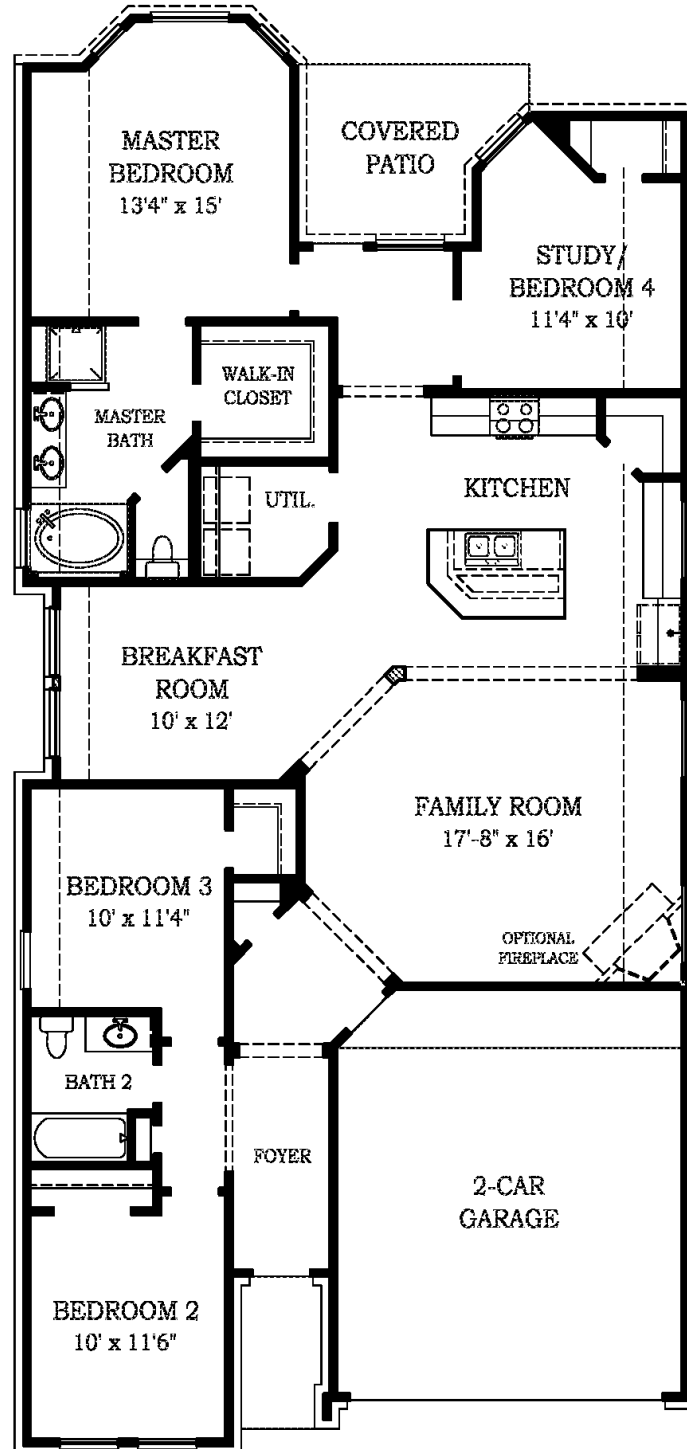 MASTER
BEDROOM
13'4" x 15'
COVERED
PATIO
STUDY/
BEDROOM 4
11'4" x 10'
WALK-IN
CLOSET
MASTER
BATH
UTIL.
KITCHEN
BREAKFAST
ROOM
10' x 12'
FAMILY ROOM
17'-8" x 16'
BEDROOM 3
10' x 11'4"
OPTIONAL
FIREPLACE
BATH 2
FOYER
2-CAR
GARAGE
BEDROOM 2
10' x 11'6"